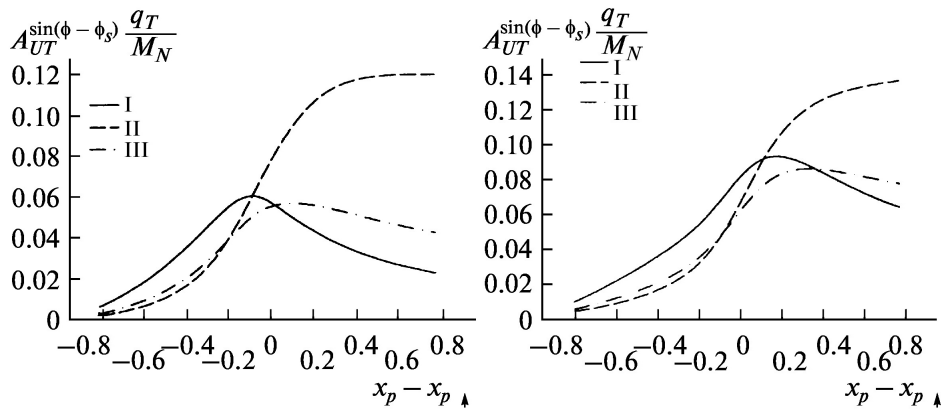 A_{UT}^{sin(ϕ – ϕ_s)} q_T / M_N
0.12
0.10
0.08
0.06
0.04
0.02
0
I
II
III
–0.8 –0.4 0 0.4 0.8
–0.6 –0.2 0.2 0.6
x_p – x_p↑
A_{UT}^{sin(ϕ – ϕ_s)} q_T / M_N
0.14
0.12
0.10
0.08
0.06
0.04
0.02
0
I
II
III
–0.8 –0.4 0 0.4 0.8
–0.6 –0.2 0.2 0.6
x_p – x_p↑